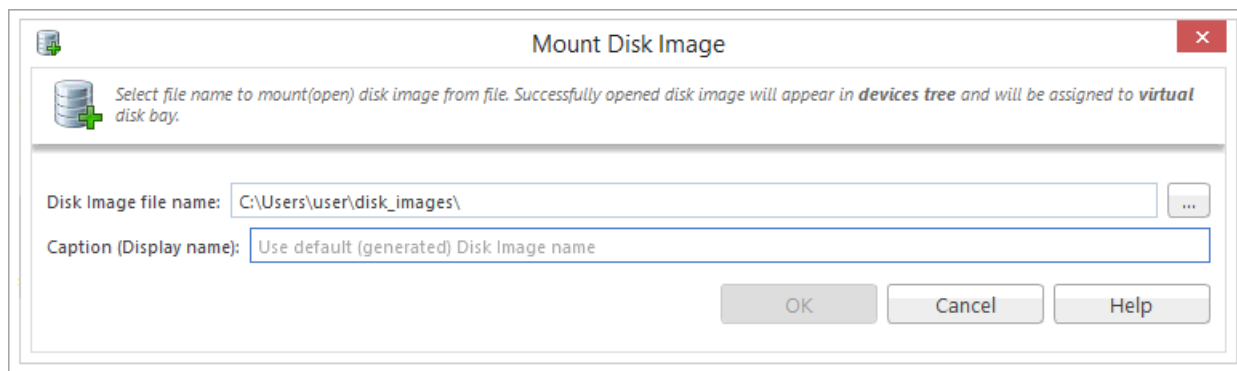 Mount Disk Image
Select file name to mount(open) disk image from file. Successfully opened disk image will appear in devices tree and will be assigned to virtual
disk bay.
Disk Image file name: C:\Users\user\disk_images\ ...
Caption (Display name): Use default (generated) Disk Image name
OK Cancel Help